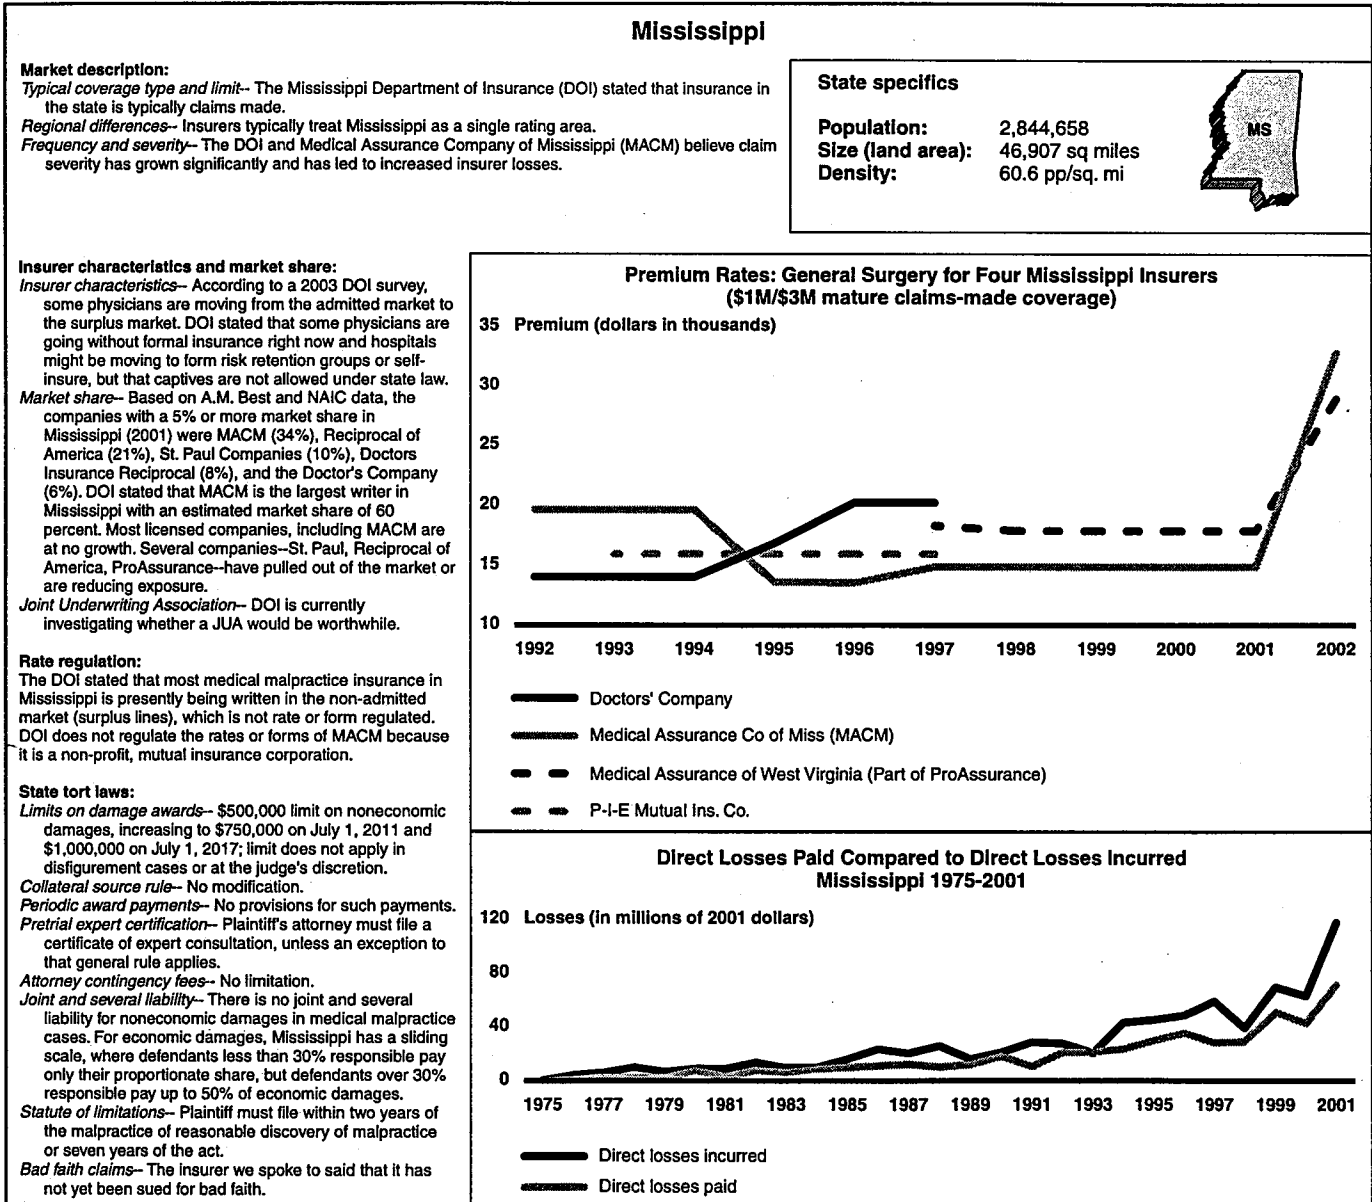 Mississippi
Market description:
Typical coverage type and limit-- The Mississippi Department of Insurance (DOI) stated that insurance in
the state is typically claims made.
Regional differences-- Insurers typically treat Mississippi as a single rating area.
Frequency and severity-- The DOI and Medical Assurance Company of Mississippi (MACM) believe claim
severity has grown significantly and has led to increased insurer losses.
State specifics
Population: 2,844,658
Size (land area): 46,907 sq miles
Density: 60.6 pp/sq. mi
MS
Insurer characteristics and market share:
Insurer characteristics-- According to a 2003 DOI survey,
some physicians are moving from the admitted market to
the surplus market. DOI stated that some physicians are
going without formal insurance right now and hospitals
might be moving to form risk retention groups or self-
insure, but that captives are not allowed under state law.
Market share-- Based on A.M. Best and NAIC data, the
companies with a 5% or more market share in
Mississippi (2001) were MACM (34%), Reciprocal of
America (21%), St. Paul Companies (10%), Doctors
Insurance Reciprocal (8%), and the Doctor's Company
(6%). DOI stated that MACM is the largest writer in
Mississippi with an estimated market share of 60
percent. Most licensed companies, including MACM are
at no growth. Several companies--St. Paul, Reciprocal of
America, ProAssurance--have pulled out of the market or
are reducing exposure.
Joint Underwriting Association-- DOI is currently
investigating whether a JUA would be worthwhile.
Rate regulation:
The DOI stated that most medical malpractice insurance in
Mississippi is presently being written in the non-admitted
market (surplus lines), which is not rate or form regulated.
DOI does not regulate the rates or forms of MACM because
it is a non-profit, mutual insurance corporation.
State tort laws:
Limits on damage awards-- $500,000 limit on noneconomic
damages, increasing to $750,000 on July 1, 2011 and
$1,000,000 on July 1, 2017; limit does not apply in
disfigurement cases or at the judge's discretion.
Collateral source rule-- No modification.
Periodic award payments-- No provisions for such payments.
Pretrial expert certification-- Plaintiff's attorney must file a
certificate of expert consultation, unless an exception to
that general rule applies.
Attorney contingency fees-- No limitation.
Joint and several liability-- There is no joint and several
liability for noneconomic damages in medical malpractice
cases. For economic damages, Mississippi has a sliding
scale, where defendants less than 30% responsible pay
only their proportionate share, but defendants over 30%
responsible pay up to 50% of economic damages.
Statute of limitations-- Plaintiff must file within two years of
the malpractice of reasonable discovery of malpractice
or seven years of the act.
Bad faith claims-- The insurer we spoke to said that it has
not yet been sued for bad faith.
Premium Rates: General Surgery for Four Mississippi Insurers
($1M/$3M mature claims-made coverage)
35 Premium (dollars in thousands)
30
25
20
15
10
1992 1993 1994 1995 1996 1997 1998 1999 2000 2001 2002
Doctors' Company
Medical Assurance Co of Miss (MACM)
Medical Assurance of West Virginia (Part of ProAssurance)
P-I-E Mutual Ins. Co.
Direct Losses Paid Compared to Direct Losses Incurred
Mississippi 1975-2001
120 Losses (in millions of 2001 dollars)
80
40
0
1975 1977 1979 1981 1983 1985 1987 1989 1991 1993 1995 1997 1999 2001
Direct losses incurred
Direct losses paid